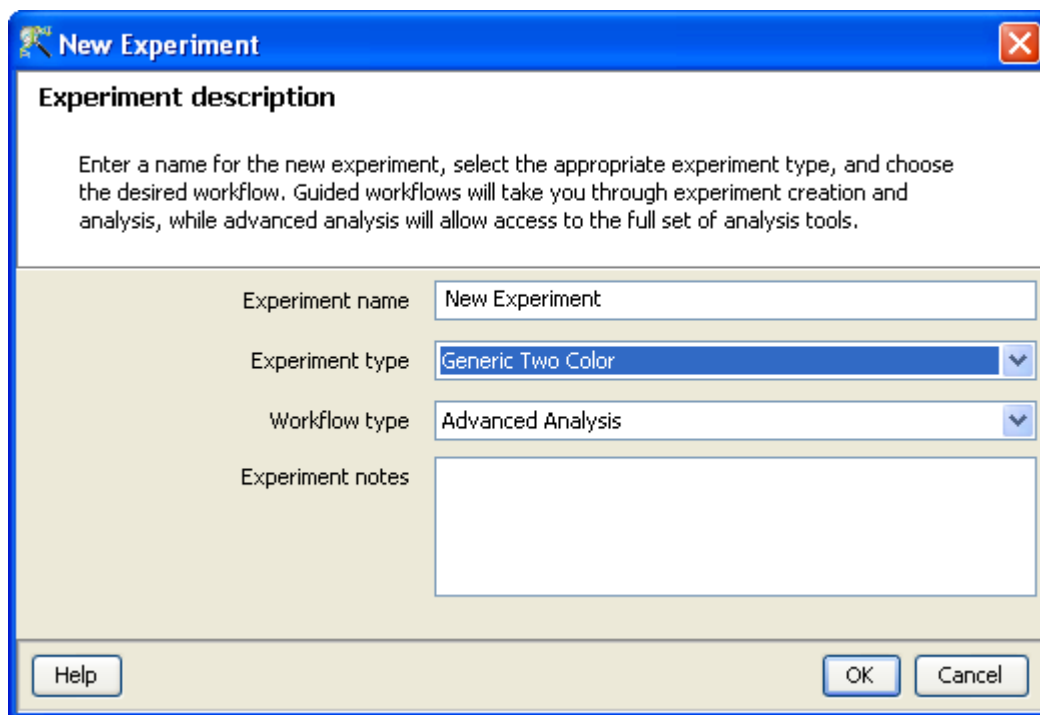 New Experiment
Experiment description
Enter a name for the new experiment, select the appropriate experiment type, and choose
the desired workflow. Guided workflows will take you through experiment creation and
analysis, while advanced analysis will allow access to the full set of analysis tools.
Experiment name New Experiment
Experiment type Generic Two Color
Workflow type Advanced Analysis
Experiment notes
Help OK Cancel